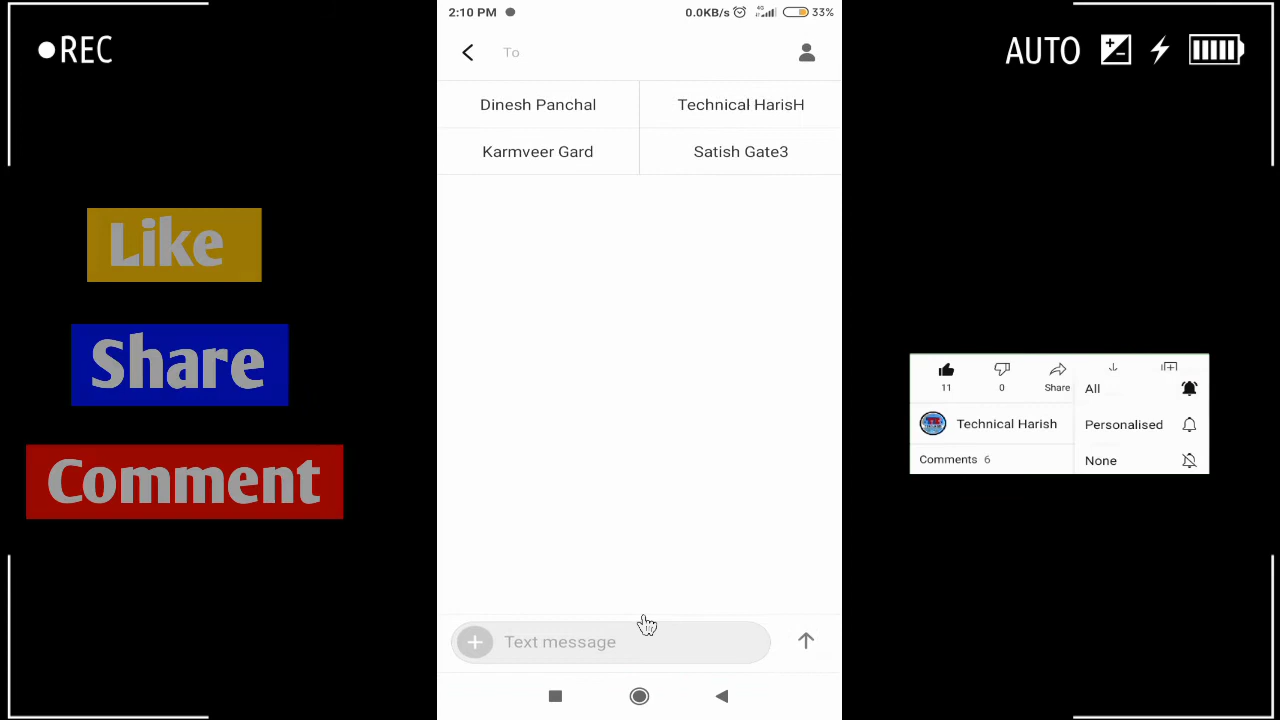 REC
Like
Share
Comment
2:10 PM
0.0KB/s
4G
33%
To
Dinesh Panchal
Technical HarisH
Karmveer Gard
Satish Gate3
Text message
AUTO
11
0
Share
All
Technical Harish
Personalised
Comments 6
None